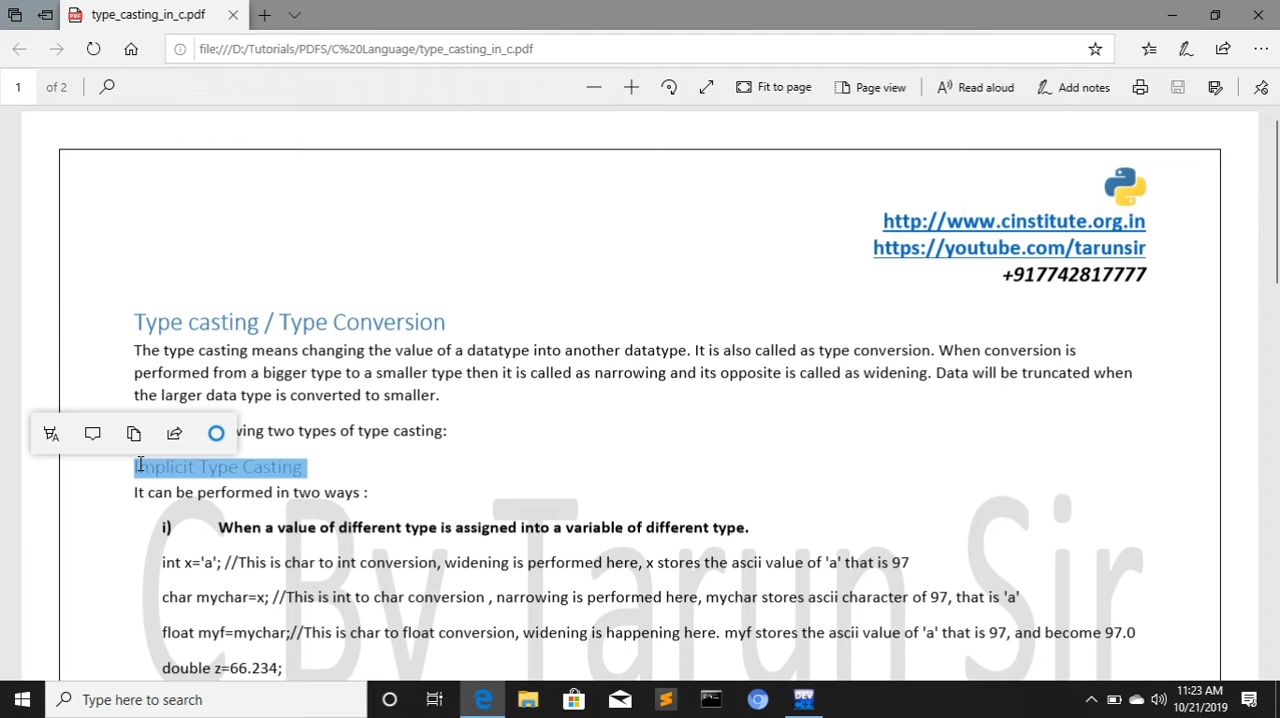 type_casting_in_c.pdf
file:///D:/Tutorials/PDFS/C%20Language/type_casting_in_c.pdf
1 of 2 Fit to page Page view Read aloud Add notes
http://www.cinstitute.org.in
https://youtube.com/tarunsir
+917742817777
Type casting / Type Conversion
The type casting means changing the value of a datatype into another datatype. It is also called as type conversion. When conversion is
performed from a bigger type to a smaller type then it is called as narrowing and its opposite is called as widening. Data will be truncated when
the larger data type is converted to smaller.
wing two types of type casting:
Implicit Type Casting
It can be performed in two ways :
i) When a value of different type is assigned into a variable of different type.
int x='a'; //This is char to int conversion, widening is performed here, x stores the ascii value of 'a' that is 97
char mychar=x; //This is int to char conversion , narrowing is performed here, mychar stores ascii character of 97, that is 'a'
float myf=mychar;//This is char to float conversion, widening is happening here. myf stores the ascii value of 'a' that is 97, and become 97.0
double z=66.234;
C By Tarun Sir
Type here to search
DEV
11:23 AM
10/21/2019